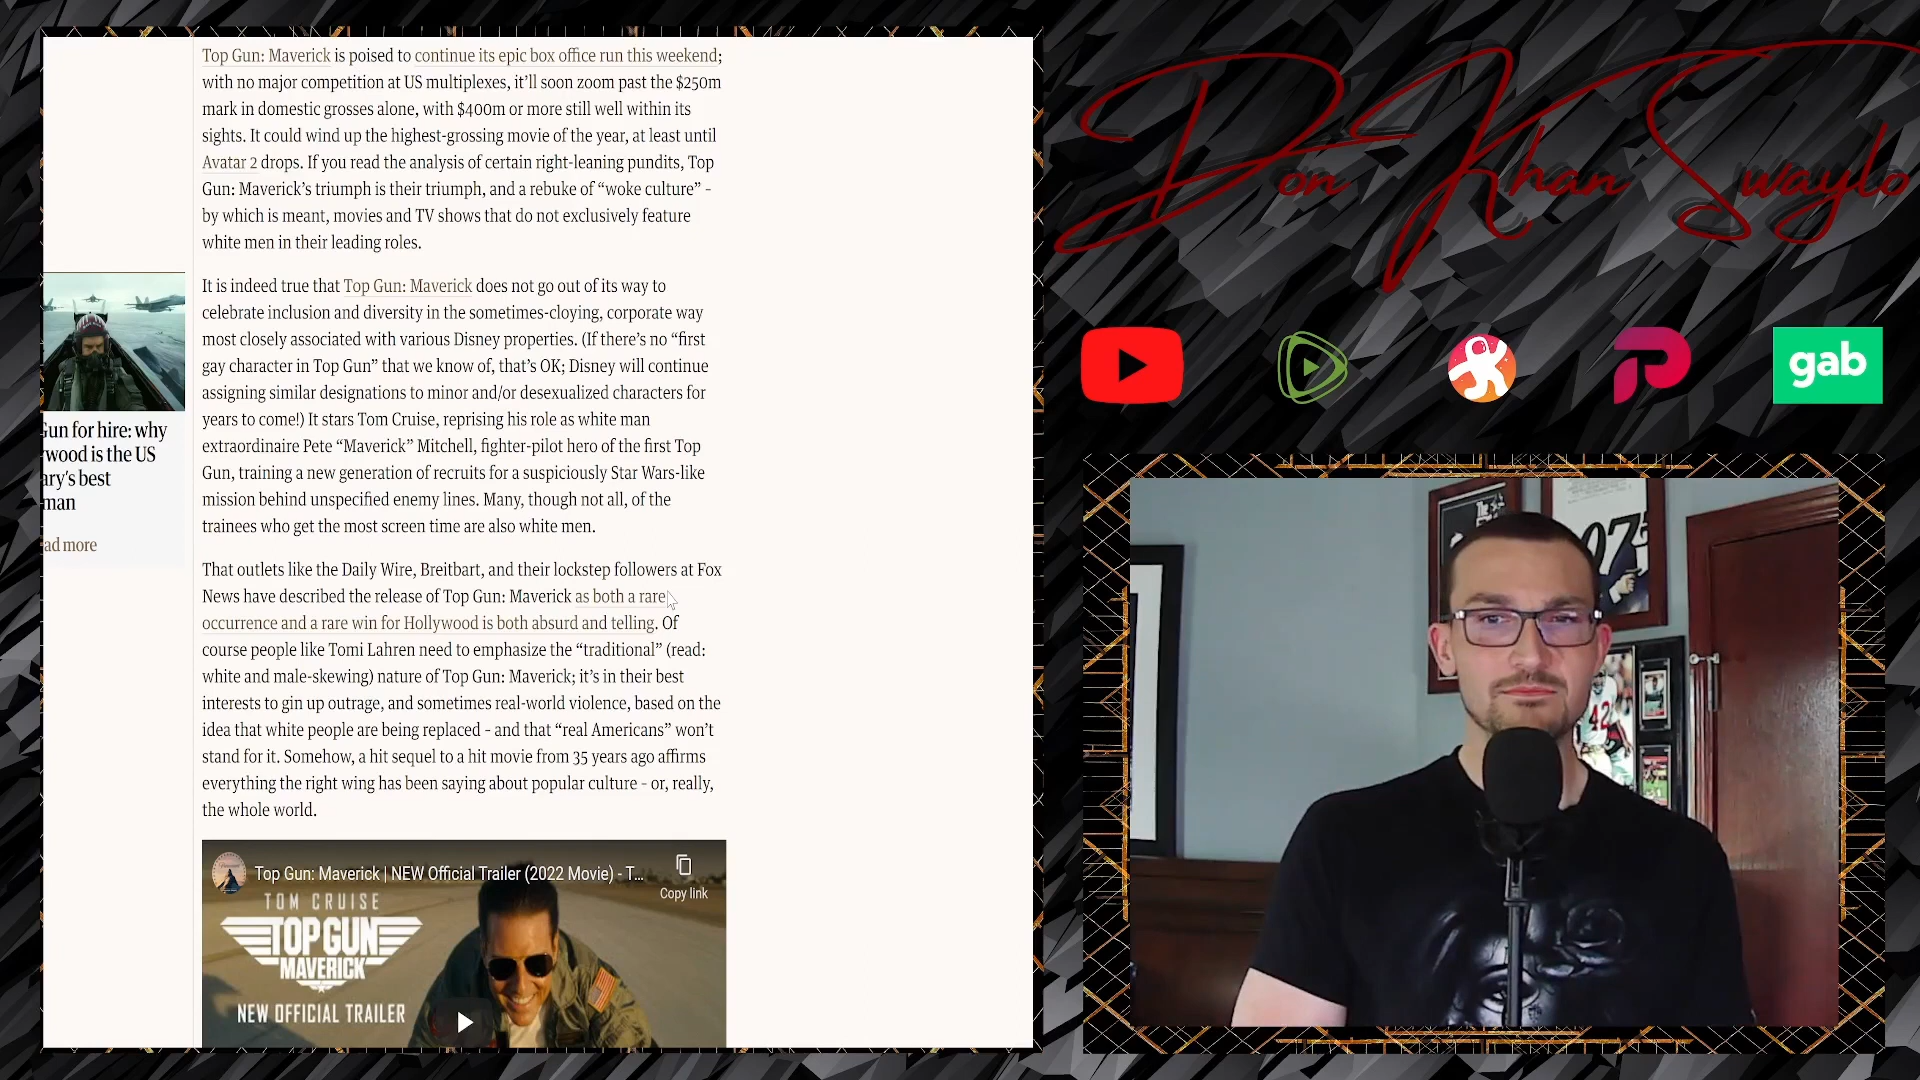 Top Gun: Maverick is poised to continue its epic box office run this weekend;
with no major competition at US multiplexes, it’ll soon zoom past the $250m
mark in domestic grosses alone, with $400m or more still well within its
sights. It could wind up the highest-grossing movie of the year, at least until
Avatar 2 drops. If you read the analysis of certain right-leaning pundits, Top
Gun: Maverick’s triumph is their triumph, and a rebuke of “woke culture” –
by which is meant, movies and TV shows that do not exclusively feature
white men in their leading roles.
It is indeed true that Top Gun: Maverick does not go out of its way to
celebrate inclusion and diversity in the sometimes-cloying, corporate way
most closely associated with various Disney properties. (If there’s no “first
gay character in Top Gun” that we know of, that’s OK; Disney will continue
assigning similar designations to minor and/or desexualized characters for
years to come!) It stars Tom Cruise, reprising his role as white man
extraordinaire Pete “Maverick” Mitchell, fighter-pilot hero of the first Top
Gun, training a new generation of recruits for a suspiciously Star Wars-like
mission behind unspecified enemy lines. Many, though not all, of the
trainees who get the most screen time are also white men.
That outlets like the Daily Wire, Breitbart, and their lockstep followers at Fox
News have described the release of Top Gun: Maverick as both a rare
occurrence and a rare win for Hollywood is both absurd and telling. Of
course people like Tomi Lahren need to emphasize the “traditional” (read:
white and male-skewing) nature of Top Gun: Maverick; it’s in their best
interests to gin up outrage, and sometimes real-world violence, based on the
idea that white people are being replaced – and that “real Americans” won’t
stand for it. Somehow, a hit sequel to a hit movie from 35 years ago affirms
everything the right wing has been saying about popular culture – or, really,
the whole world.
Gun for hire: why
wood is the US
ary’s best
man
ad more
Top Gun: Maverick | NEW Official Trailer (2022 Movie) - T...
Copy link
TOM CRUISE
TOP GUN
MAVERICK
NEW OFFICIAL TRAILER
Don Khan Swaylo
gab
The
007
42